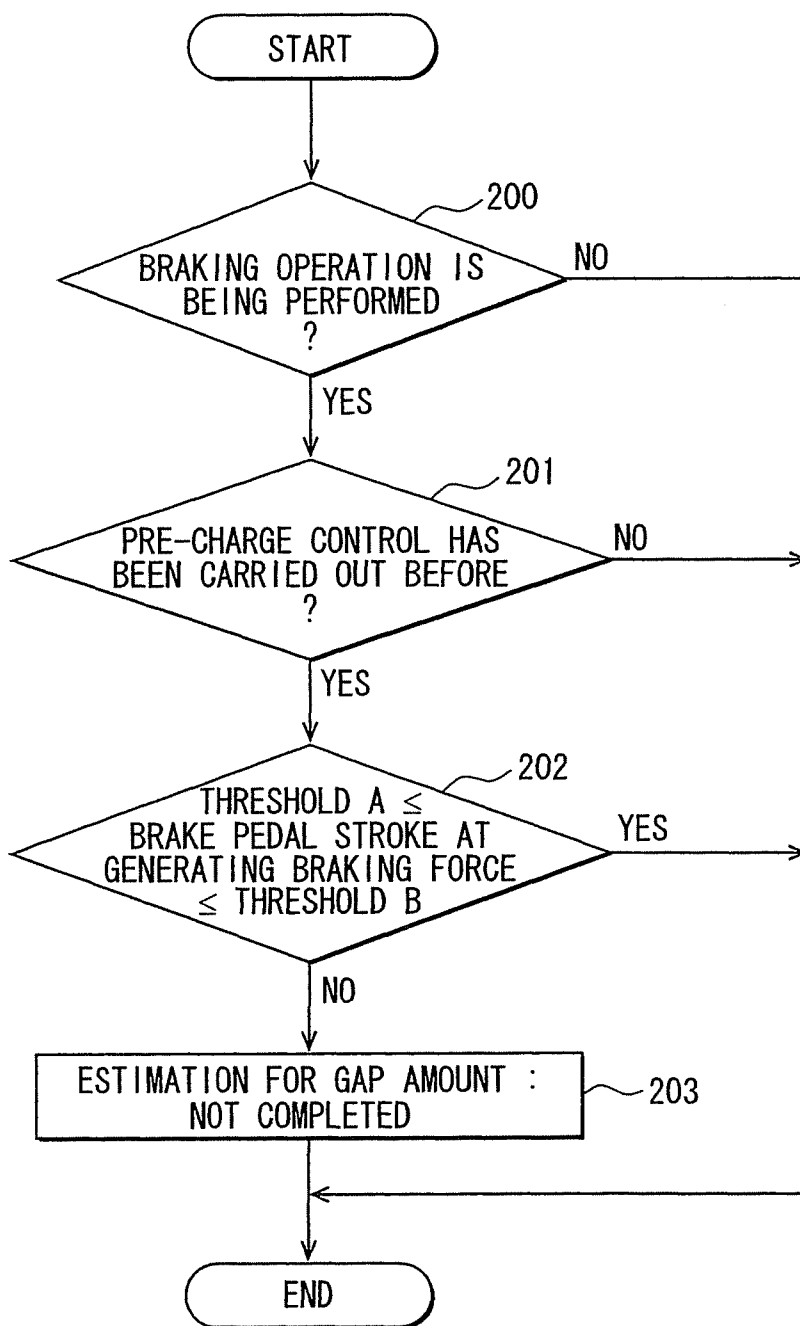 START
200
BRAKING OPERATION IS
BEING PERFORMED
?
NO
YES
201
PRE-CHARGE CONTROL HAS
BEEN CARRIED OUT BEFORE
?
NO
YES
202
THRESHOLD A ≤
BRAKE PEDAL STROKE AT
GENERATING BRAKING FORCE
≤ THRESHOLD B
YES
NO
ESTIMATION FOR GAP AMOUNT :
NOT COMPLETED
203
END